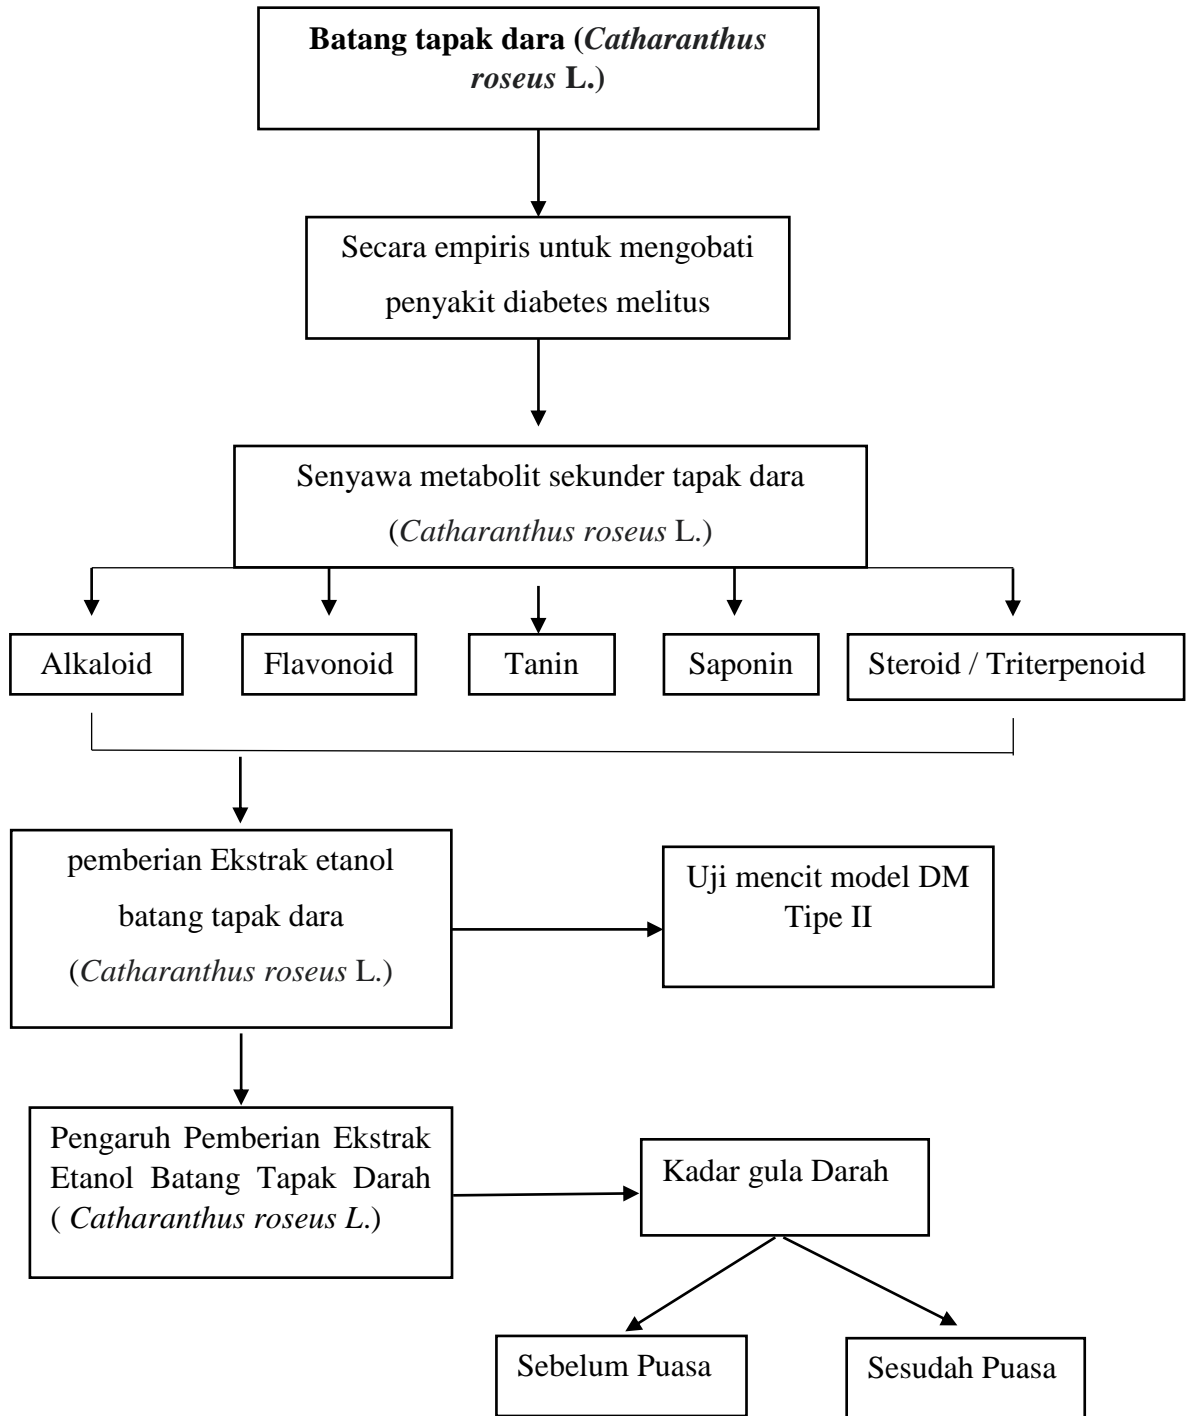 Batang tapak dara (Catharanthus
roseus L.)
Secara empiris untuk mengobati
penyakit diabetes melitus
Senyawa metabolit sekunder tapak dara
(Catharanthus roseus L.)
Alkaloid
Flavonoid
Tanin
Saponin
Steroid / Triterpenoid
pemberian Ekstrak etanol
batang tapak dara
(Catharanthus roseus L.)
Uji mencit model DM
Tipe II
Pengaruh Pemberian Ekstrak
Etanol Batang Tapak Darah
( Catharanthus roseus L.)
Kadar gula Darah
Sebelum Puasa
Sesudah Puasa